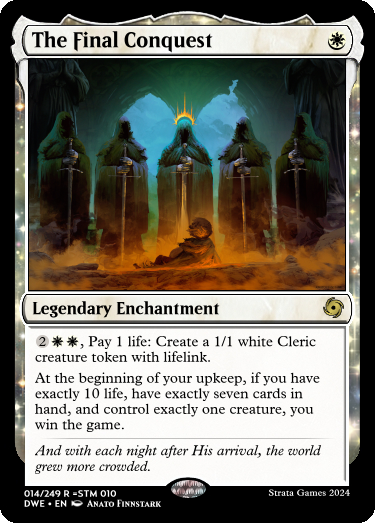 The Final Conquest
Legendary Enchantment
2, Pay 1 life: Create a 1/1 white Cleric
creature token with lifelink.
At the beginning of your upkeep, if you have
exactly 10 life, have exactly seven cards in
hand, and control exactly one creature, you
win the game.
And with each night after His arrival, the world
grew more crowded.
014/249 R =STM 010
DWE • EN Anato Finnstark
Strata Games 2024